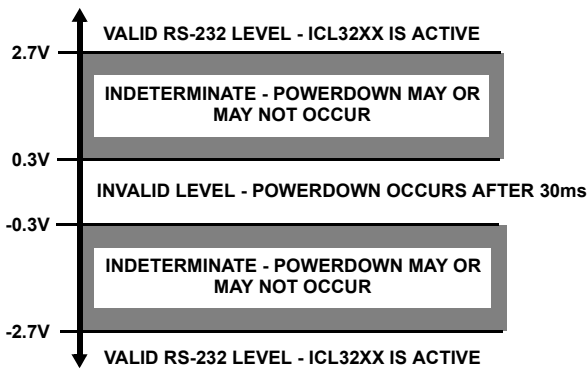 VALID RS-232 LEVEL - ICL32XX IS ACTIVE
2.7V
INDETERMINATE - POWERDOWN MAY OR
MAY NOT OCCUR
0.3V
INVALID LEVEL - POWERDOWN OCCURS AFTER 30ms
-0.3V
INDETERMINATE - POWERDOWN MAY OR
MAY NOT OCCUR
-2.7V
VALID RS-232 LEVEL - ICL32XX IS ACTIVE